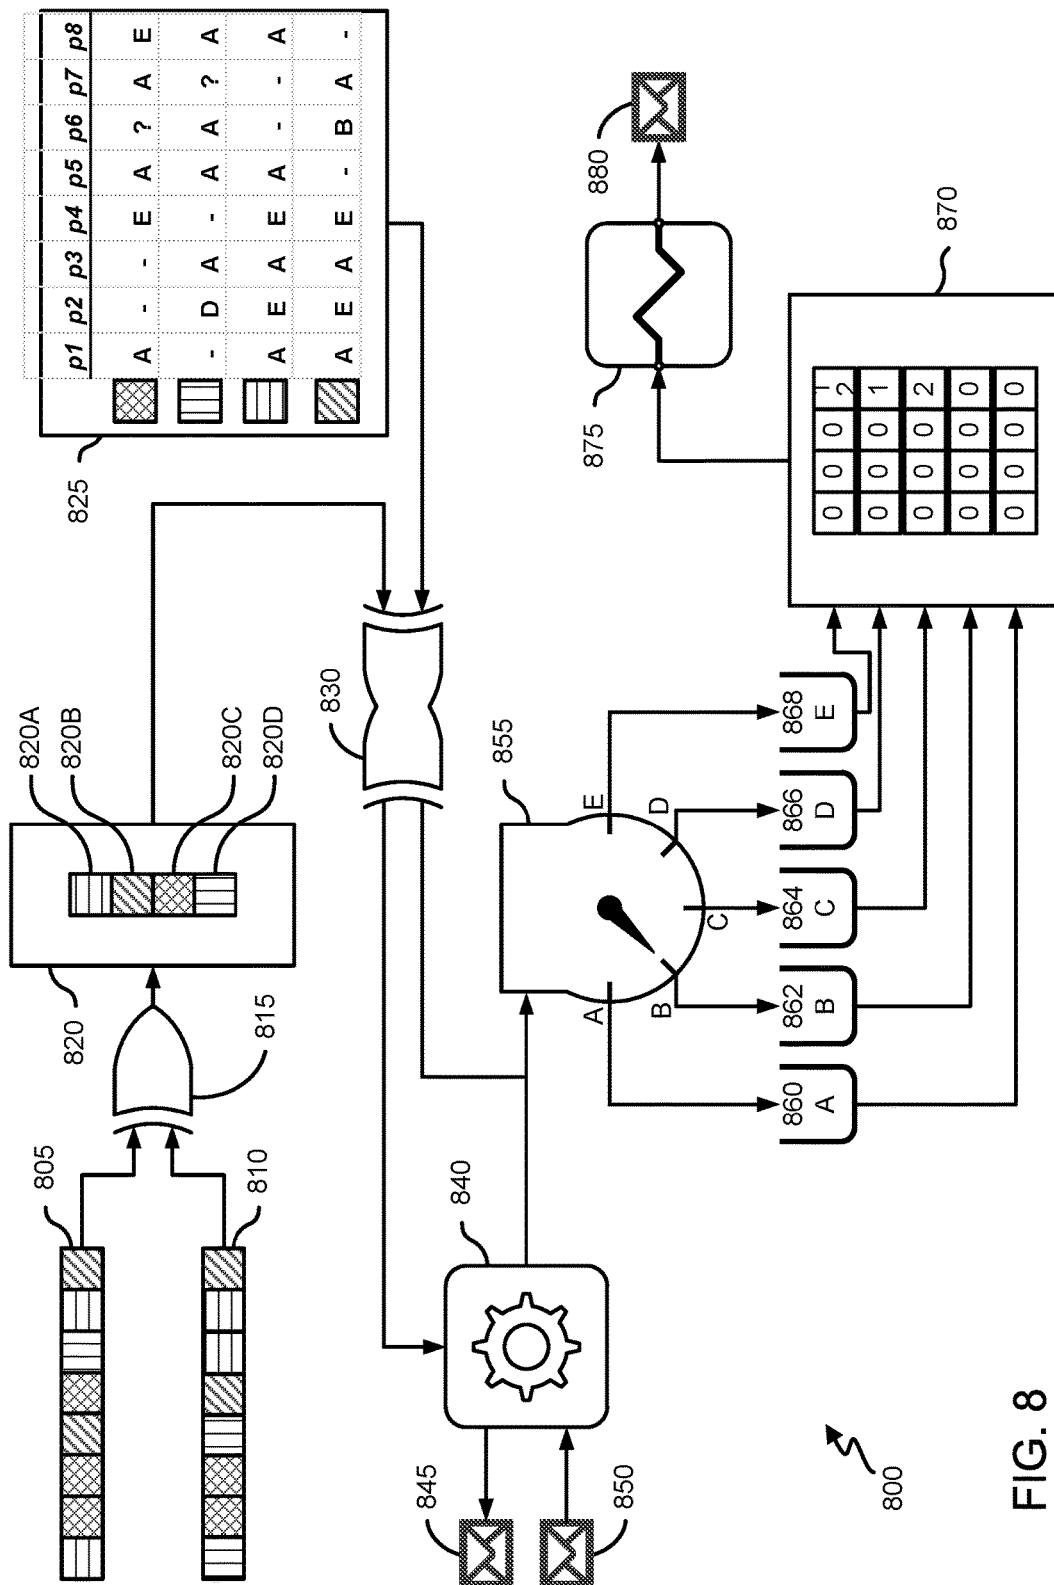 805
810
815
820
820A
820B
820C
820D
825
p1 p2 p3 p4 p5 p6 p7 p8
A - - E A ? A E
- D A - A A ? A
A E A E A - - A
A E A E - B A -
830
840
845
850
855
A
B
C
D
E
860
A
862
B
864
C
866
D
868
E
870
0 0 0 1 2
0 0 0 1
0 0 0 2
0 0 0 0
0 0 0 0
875
880
800
FIG. 8